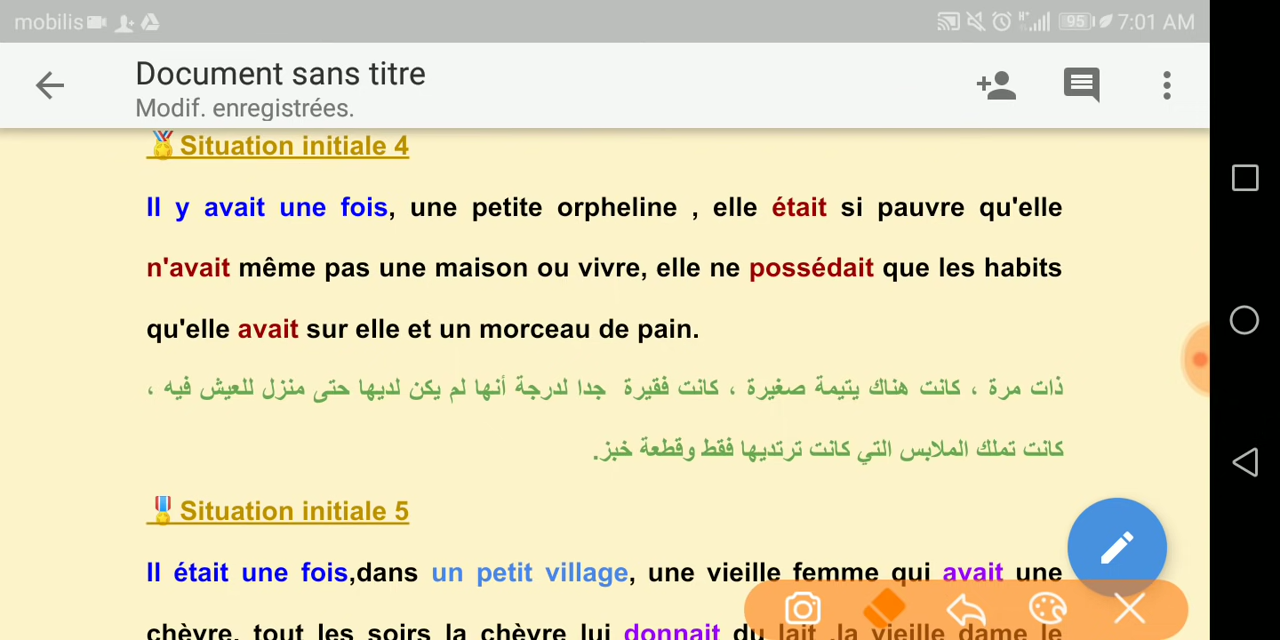 mobilis 95 7:01 AM
Document sans titre
Modif. enregistrées.
Situation initiale 4
Il y avait une fois, une petite orpheline , elle était si pauvre qu'elle
n'avait même pas une maison ou vivre, elle ne possédait que les habits
qu'elle avait sur elle et un morceau de pain.
ذات مرة ، كانت هناك يتيمة صغيرة ، كانت فقيرة جدا لدرجة أنها لم يكن لديها حتى منزل للعيش فيه ،
كانت تملك الملابس التي كانت ترتديها فقط وقطعة خبز.
Situation initiale 5
Il était une fois,dans un petit village, une vieille femme qui avait une
chèvre, tout les soirs la chèvre lui donnait du lait ,la vieille dame le